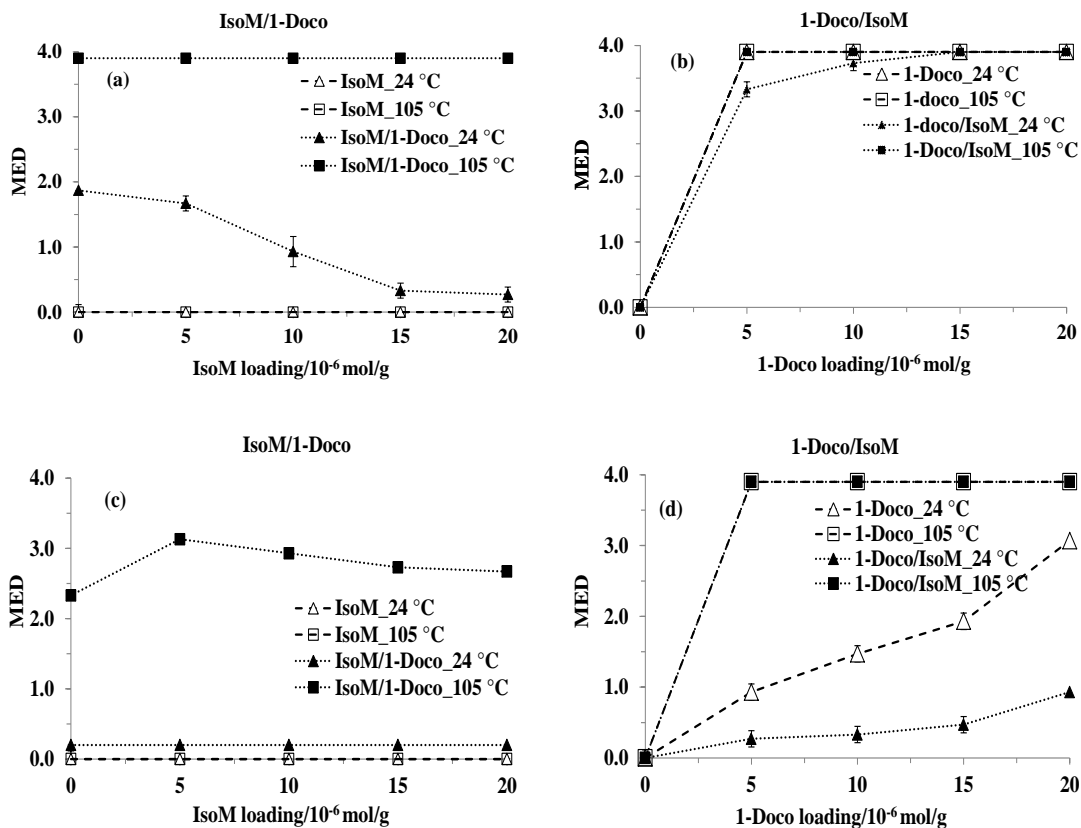 IsoM/1-Doco
4.0
3.0
2.0
1.0
0.0
MED
(a)
IsoM_24 °C
IsoM_105 °C
IsoM/1-Doco_24 °C
IsoM/1-Doco_105 °C
0 5 10 15 20
IsoM loading/10⁻⁶ mol/g
1-Doco/IsoM
4.0
3.0
2.0
1.0
0.0
MED
(b)
1-Doco_24 °C
1-doco_105 °C
1-doco/IsoM_24 °C
1-Doco/IsoM_105 °C
0 5 10 15 20
1-Doco loading/10⁻⁶ mol/g
IsoM/1-Doco
4.0
3.0
2.0
1.0
0.0
MED
(c)
IsoM_24 °C
IsoM_105 °C
IsoM/1-Doco_24 °C
IsoM/1-Doco_105 °C
0 5 10 15 20
IsoM loading/10⁻⁶ mol/g
1-Doco/IsoM
4.0
3.0
2.0
1.0
0.0
MED
(d)
1-Doco_24 °C
1-Doco_105 °C
1-Doco/IsoM_24 °C
1-Doco/IsoM_105 °C
0 5 10 15 20
1-Doco loading/10⁻⁶ mol/g